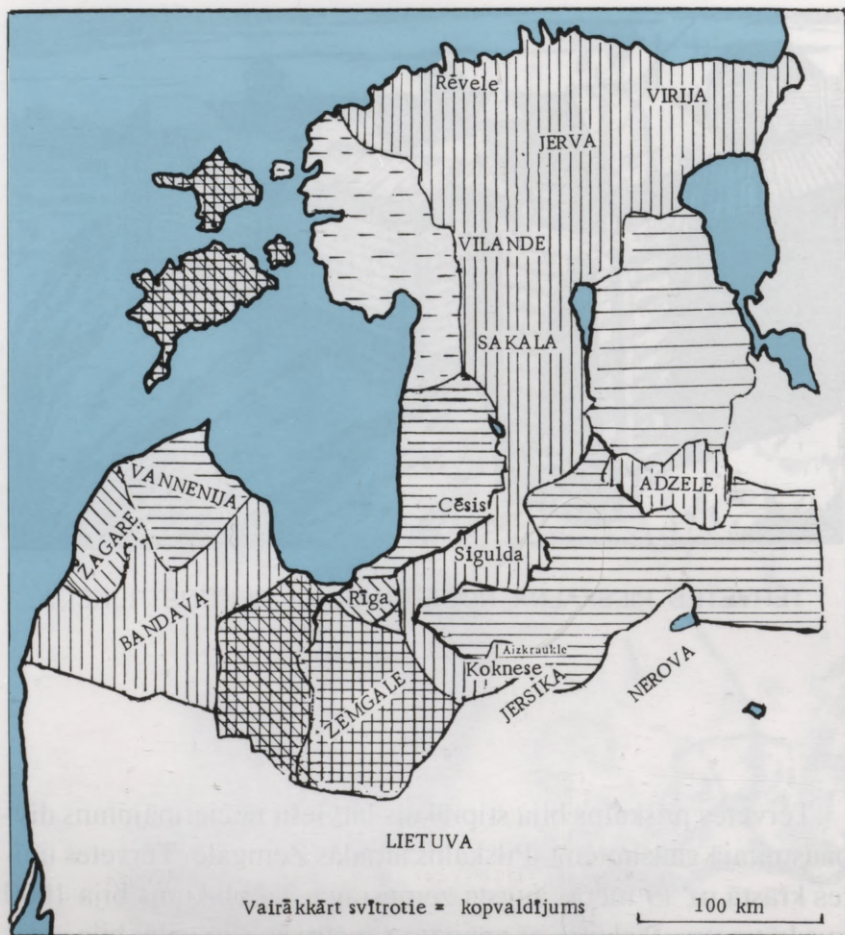 Rēvele
VIRIJA
JERVA
VILANDE
SAKALA
ADZELE
VANNENIJA
ZAGARE
Cēsis
Sigulda
Rīga
BANDAVA
Aizkraukle
Koknese
ZEMGALE
JERSIKA
NEROVA
LIETUVA
Vairākkārt svītrotie = kopvaldījums
100 km